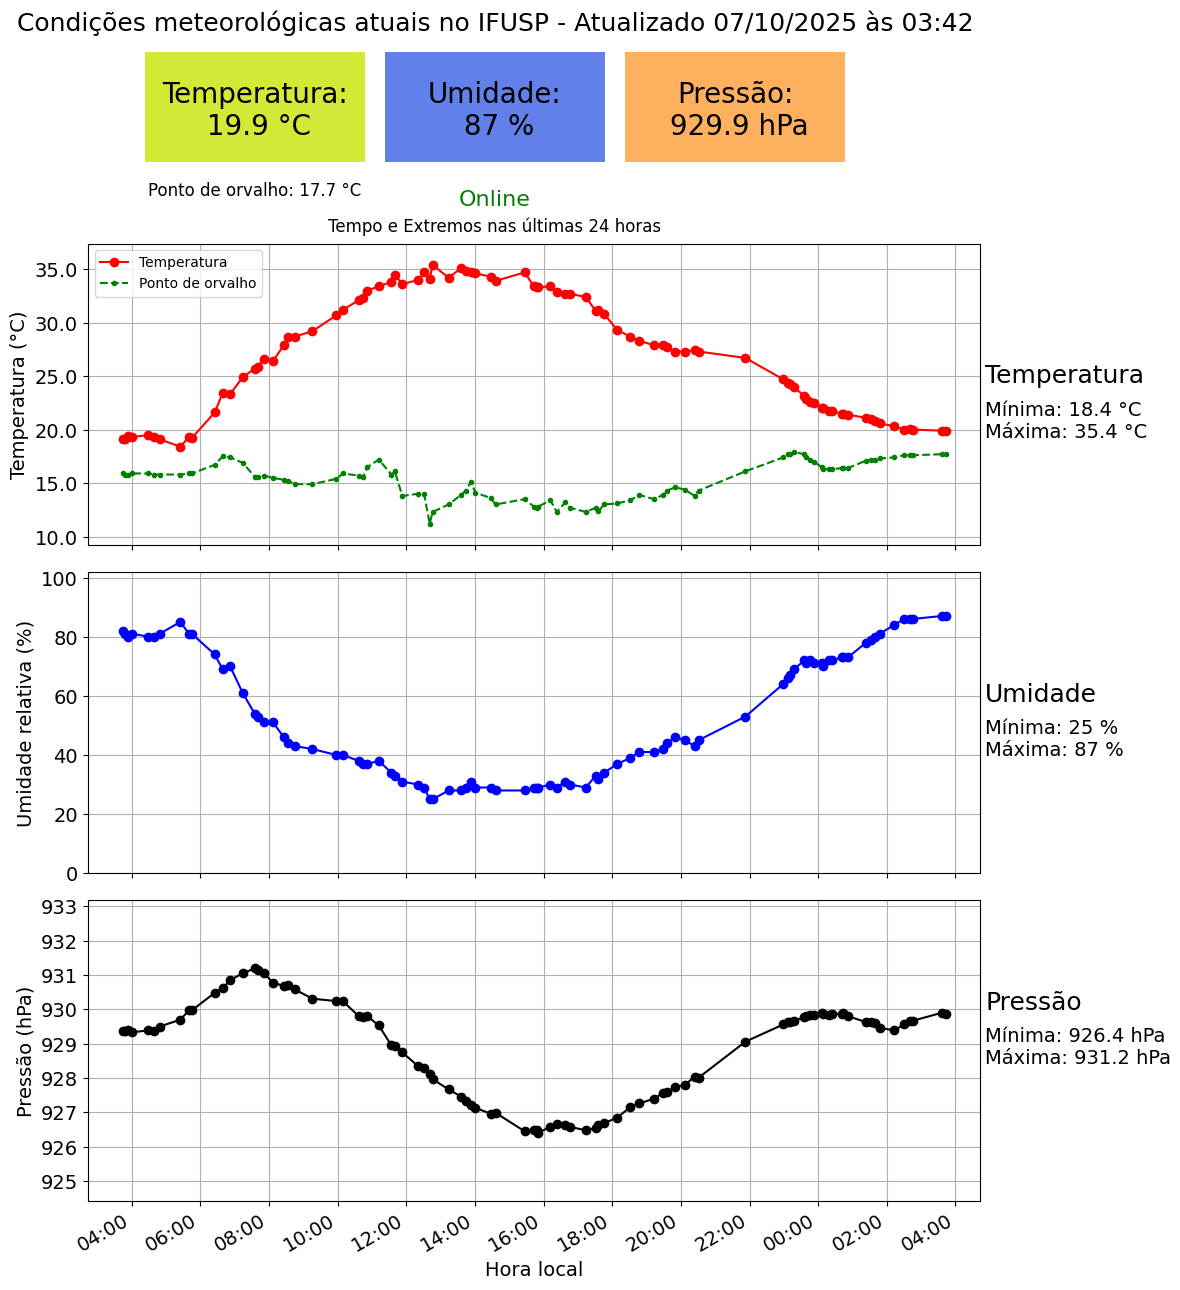 Condições meteorológicas atuais no IFUSP - Atualizado 07/10/2025 às 03:42
Temperatura:
19.9 °C
Umidade:
87 %
Pressão:
929.9 hPa
Ponto de orvalho: 17.7 °C
Online
Tempo e Extremos nas últimas 24 horas
Temperatura
Ponto de orvalho
Temperatura (°C)
35.0
30.0
25.0
20.0
15.0
10.0
Temperatura
Mínima: 18.4 °C
Máxima: 35.4 °C
Umidade relativa (%)
100
80
60
40
20
0
Umidade
Mínima: 25 %
Máxima: 87 %
Pressão (hPa)
933
932
931
930
929
928
927
926
925
Pressão
Mínima: 926.4 hPa
Máxima: 931.2 hPa
04:00 06:00 08:00 10:00 12:00 14:00 16:00 18:00 20:00 22:00 00:00 02:00 04:00
Hora local